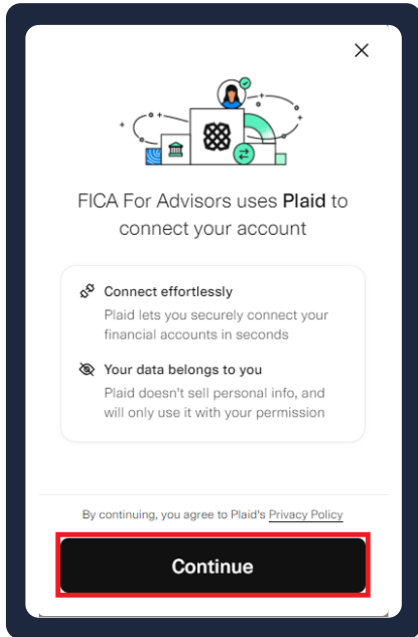 FICA For Advisors uses Plaid to
connect your account
Connect effortlessly
Plaid lets you securely connect your
financial accounts in seconds
Your data belongs to you
Plaid doesn't sell personal info, and
will only use it with your permission
By continuing, you agree to Plaid's Privacy Policy
Continue